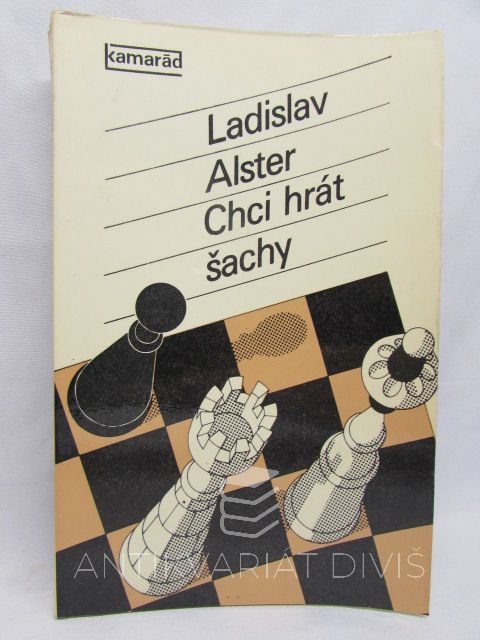 kamarád
Ladislav
Alster
Chci hrát
šachy
ANTIKVARIÁT DIVIŠ